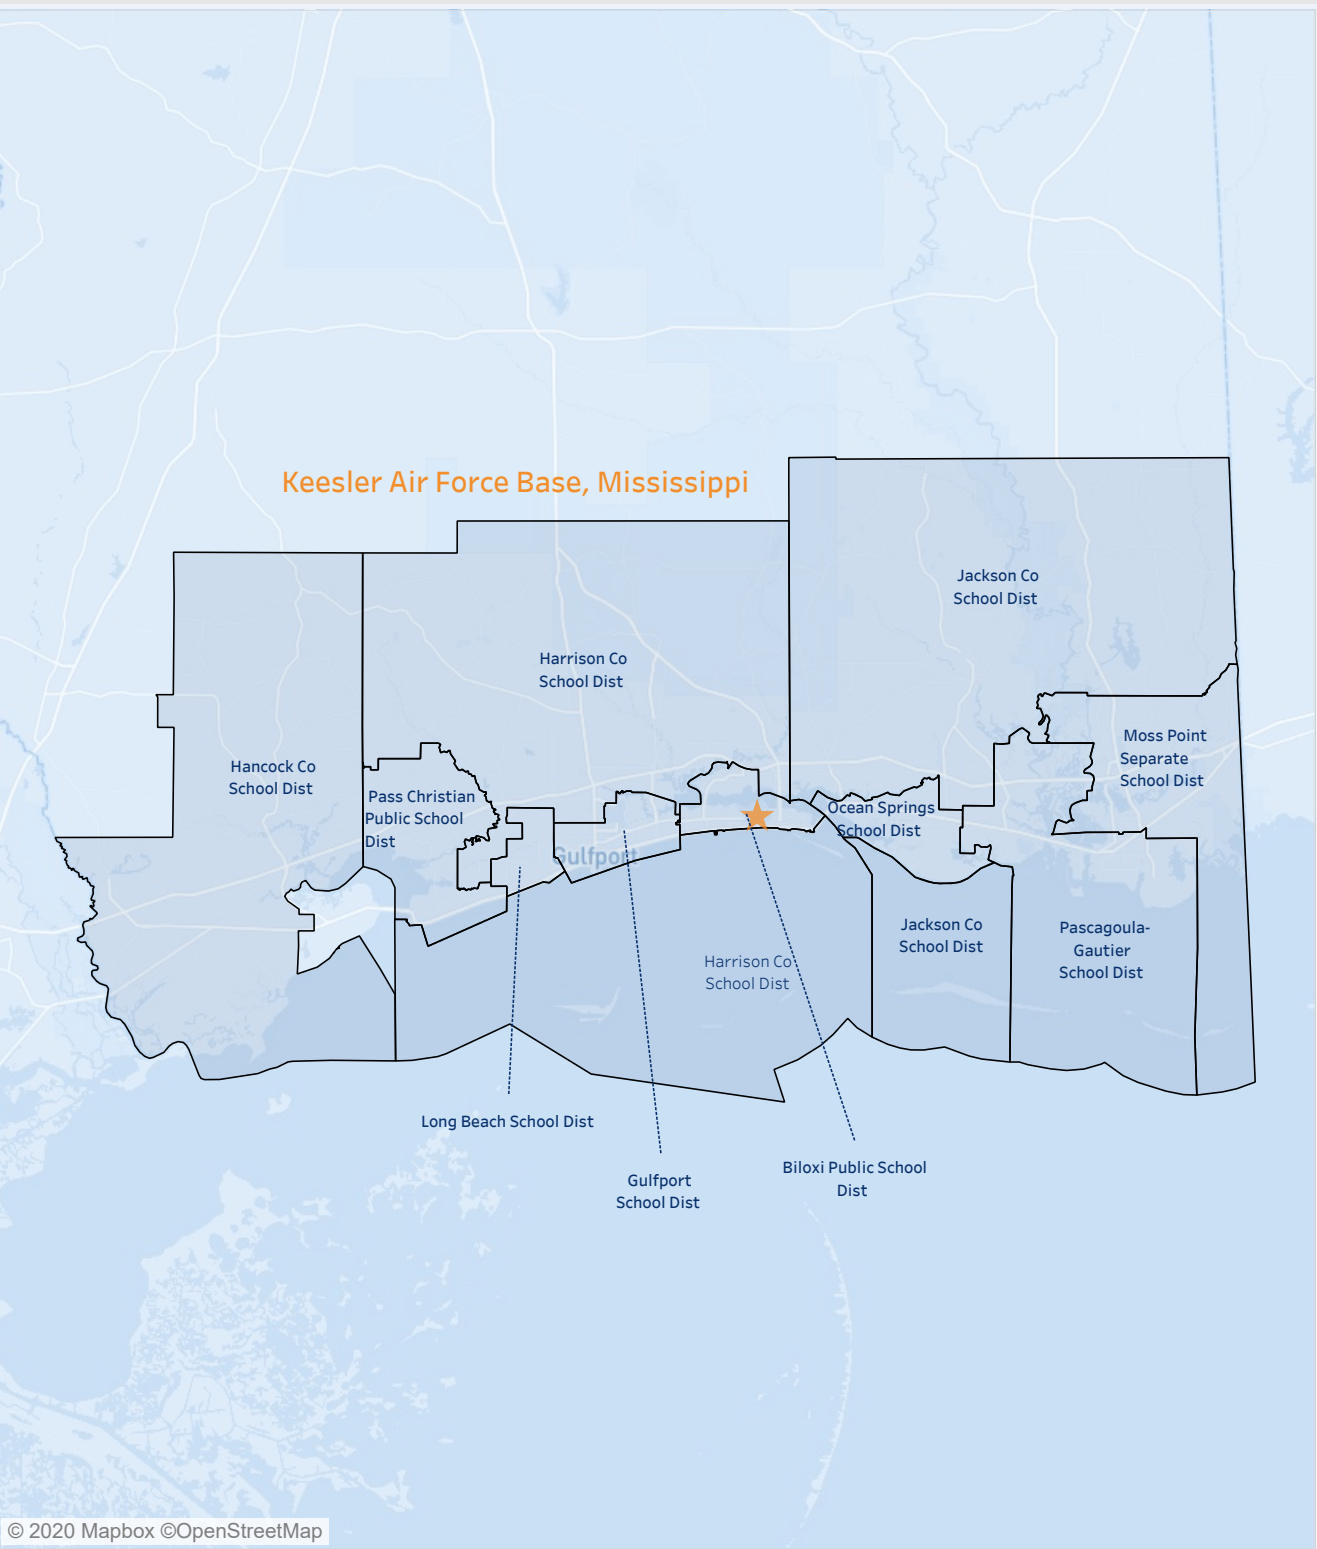 Keesler Air Force Base, Mississippi
Jackson Co
School Dist
Harrison Co
School Dist
Moss Point
Separate
School Dist
Hancock Co
School Dist
Pass Christian
Public School
Dist
Ocean Springs
School Dist
Gulfport
Jackson Co
School Dist
Pascagoula-
Gautier
School Dist
Harrison Co
School Dist
Long Beach School Dist
Biloxi Public School
Dist
Gulfport
School Dist
© 2020 Mapbox ©OpenStreetMap